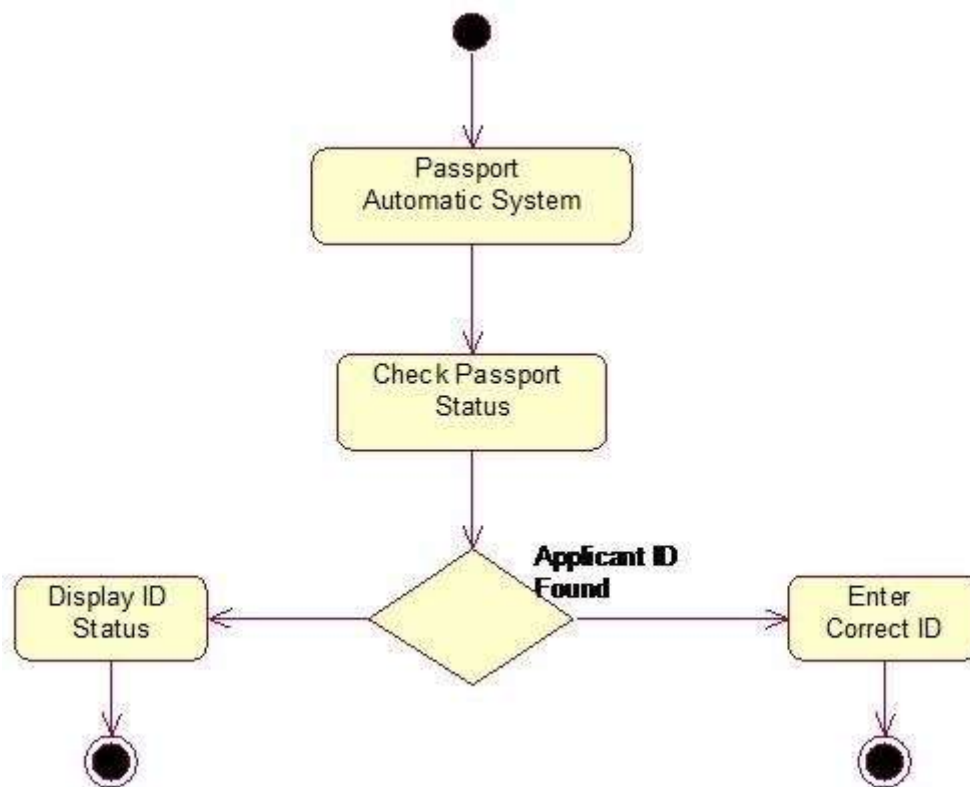 Passport
Automatic System
Check Passport
Status
Applicant ID
Found
Display ID
Status
Enter
Correct ID